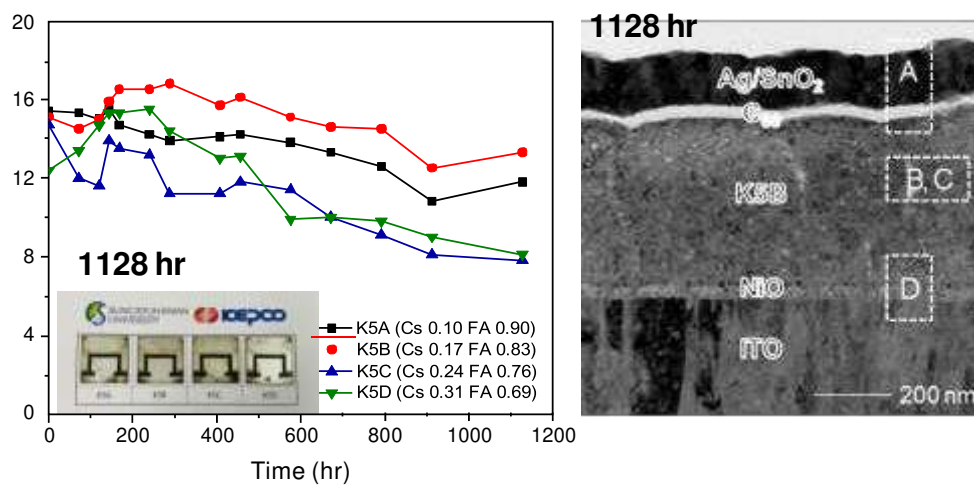 20
16
12
8
4
0
0
200
400
600
800
1000
1200
Time (hr)
1128 hr
SUNGKYUNKWAN
UNIVERSITY
KEPCO
K5A (Cs 0.10 FA 0.90)
K5B (Cs 0.17 FA 0.83)
K5C (Cs 0.24 FA 0.76)
K5D (Cs 0.31 FA 0.69)
1128 hr
Ag/SnO2
A
K5B
B, C
NiO
D
ITO
200 nm